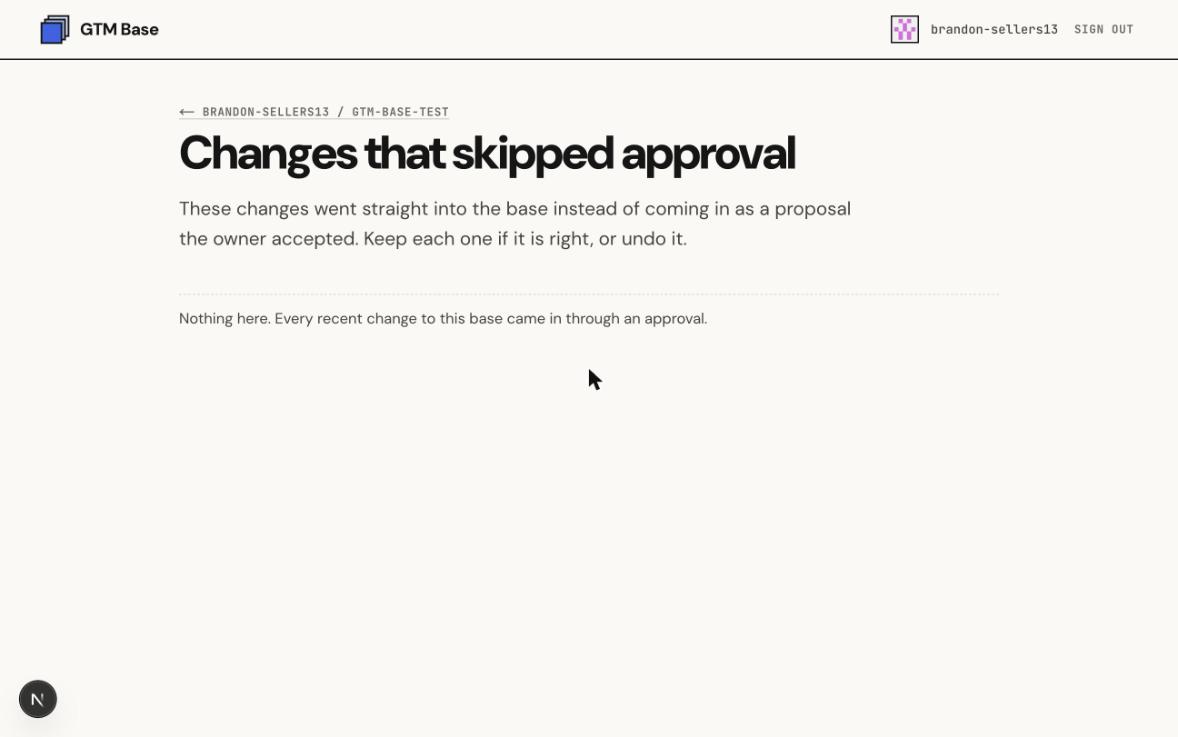 GTM Base
brandon-sellers13 SIGN OUT
← BRANDON-SELLERS13 / GTM-BASE-TEST
Changes that skipped approval
These changes went straight into the base instead of coming in as a proposal
the owner accepted. Keep each one if it is right, or undo it.
Nothing here. Every recent change to this base came in through an approval.
N